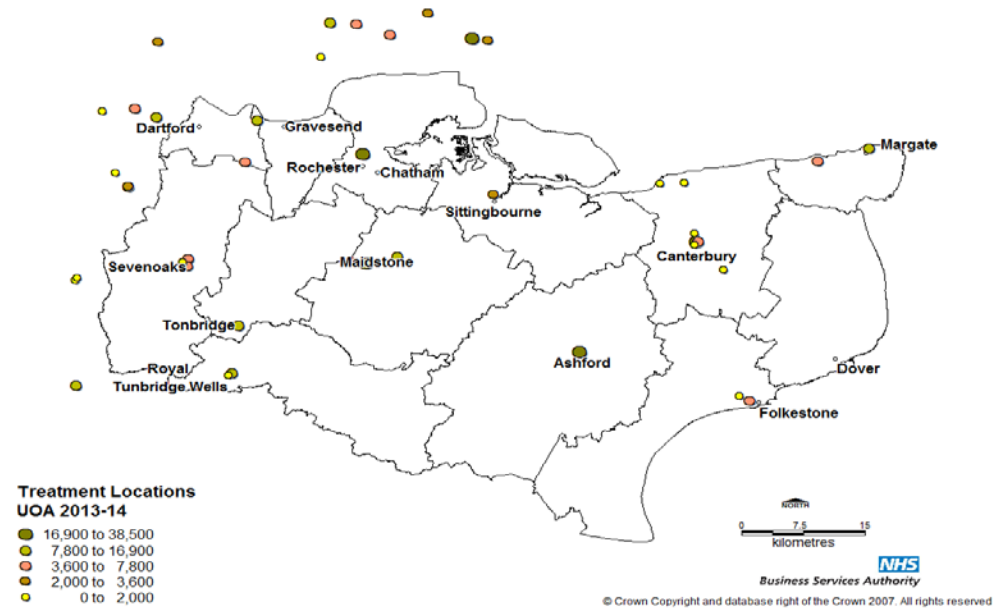 Dartford
Gravesend
Rochester
Chatham
Margate
Sittingbourne
Sevenoaks
Maidstone
Canterbury
Tonbridge
Ashford
Royal
Tunbridge Wells
Dover
Folkestone
Treatment Locations
UOA 2013-14
16,900 to 38,500
7,800 to 16,900
3,600 to 7,800
2,000 to 3,600
0 to 2,000
NORTH
0 7.5 15
kilometres
NHS
Business Services Authority
© Crown Copyright and database right of the Crown 2007. All rights reserved